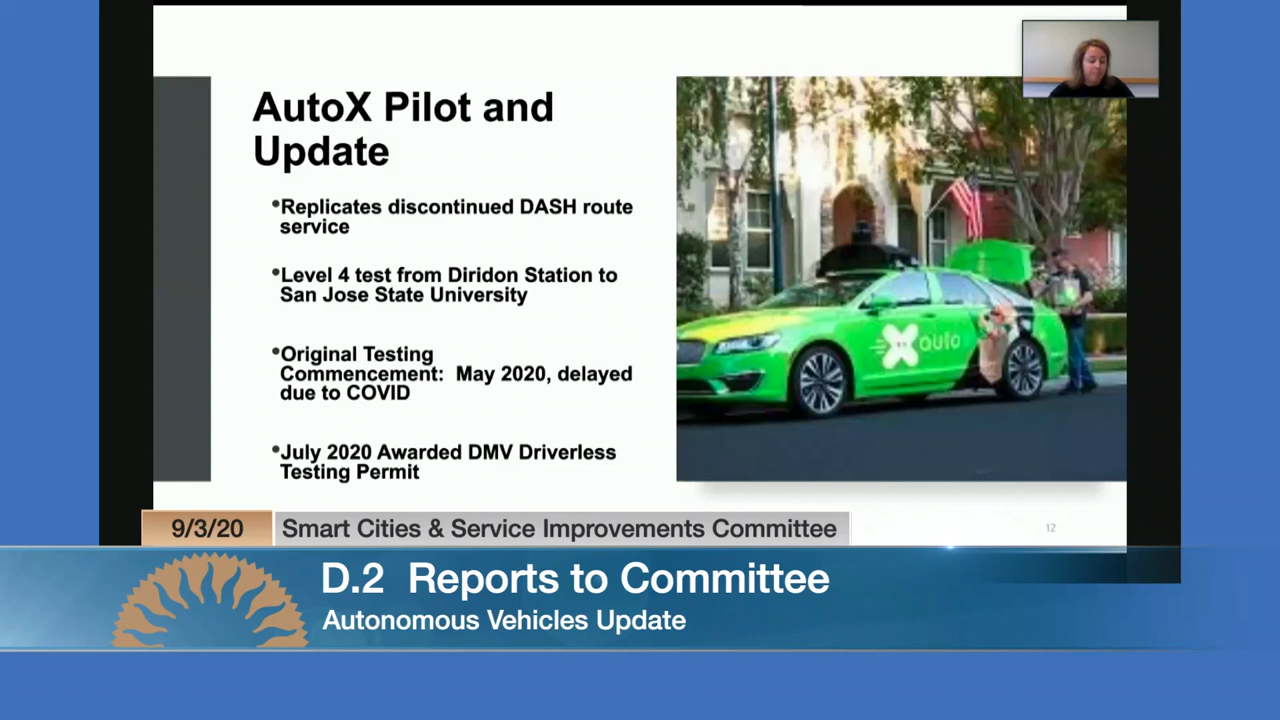 AutoX Pilot and
Update
•Replicates discontinued DASH route
service
•Level 4 test from Diridon Station to
San Jose State University
•Original Testing
Commencement: May 2020, delayed
due to COVID
•July 2020 Awarded DMV Driverless
Testing Permit
X auto
12
9/3/20 Smart Cities & Service Improvements Committee
D.2 Reports to Committee
Autonomous Vehicles Update